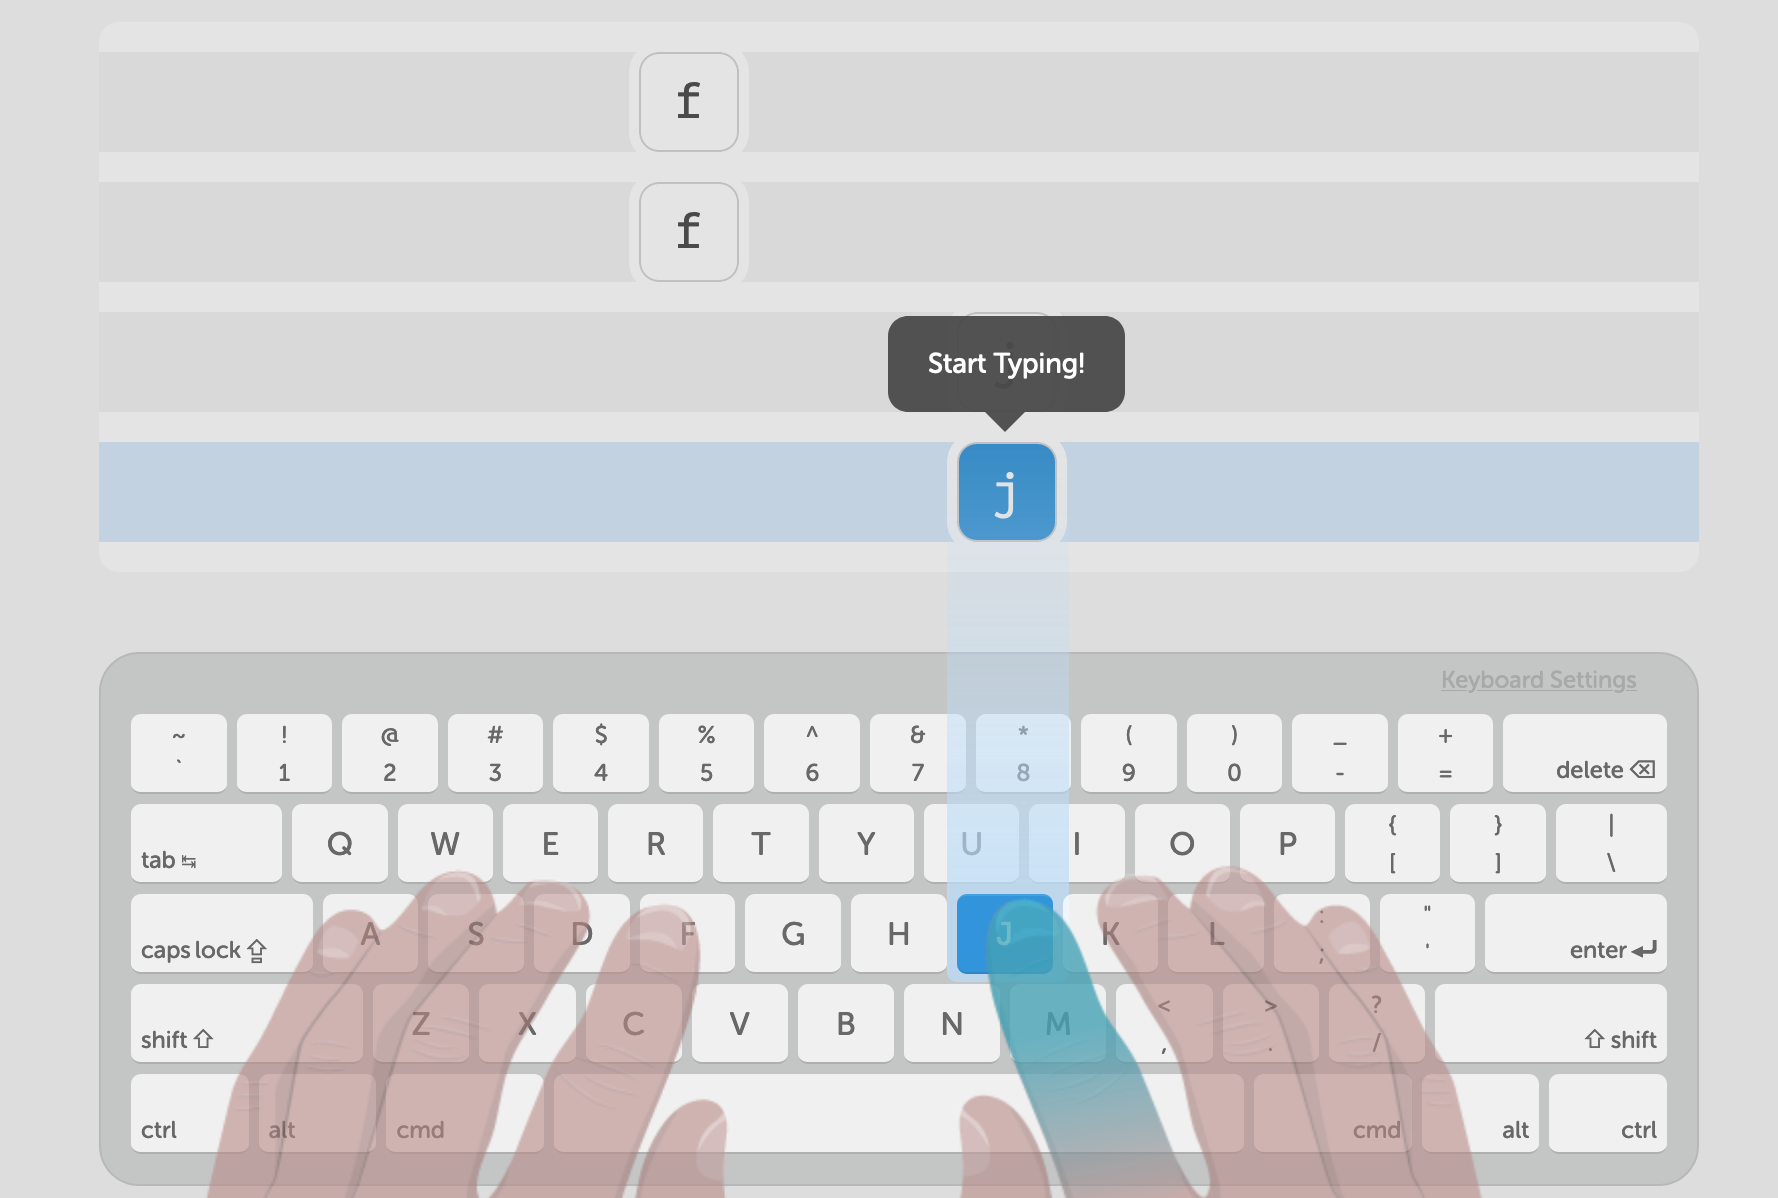 f
f
j
Start Typing!
j
Keyboard Settings
~ ! @ # $ % ^ & * ( ) _ +
` 1 2 3 4 5 6 7 8 9 0 - = delete
tab Q W E R T Y U I O P { [ } ] | \
caps lock A S D F G H J K L : ; " ' enter
shift Z X C V B N M < , > . ? / shift
ctrl alt cmd cmd alt ctrl